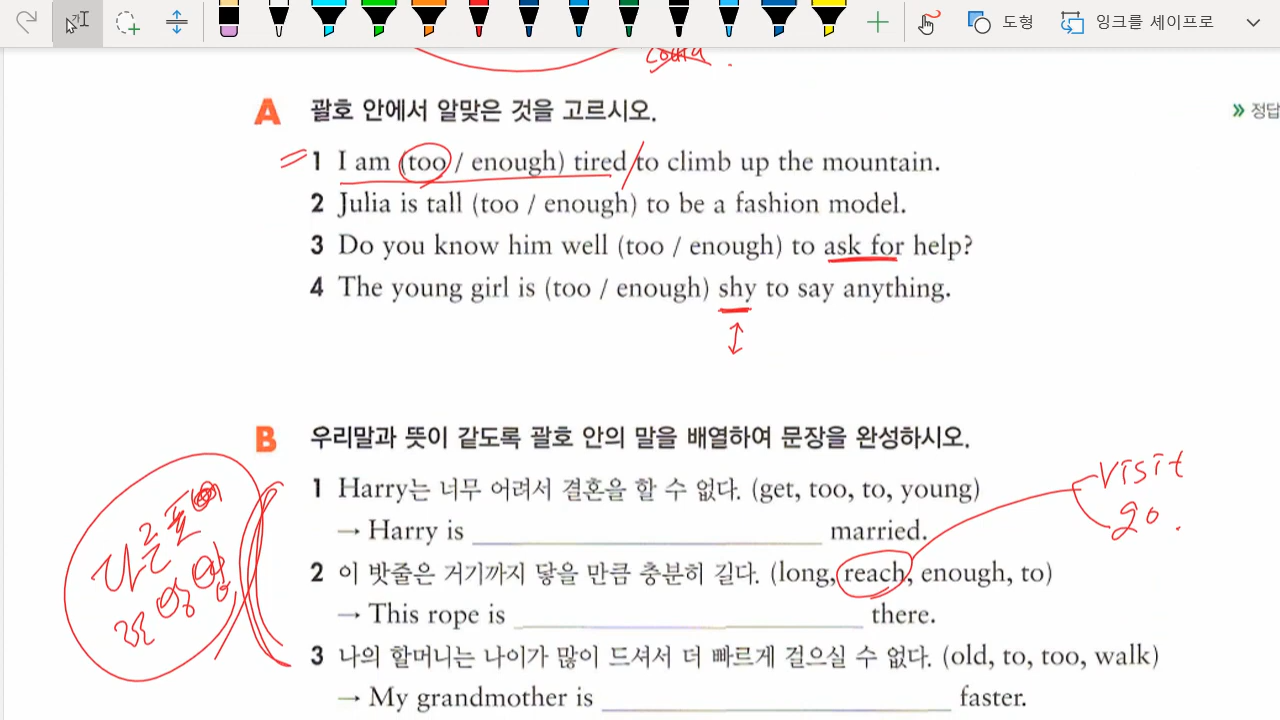 도형
잉크를 셰이프로
A 괄호 안에서 알맞은 것을 고르시오.
» 정답
1 I am (too / enough) tired to climb up the mountain.
2 Julia is tall (too / enough) to be a fashion model.
3 Do you know him well (too / enough) to ask for help?
4 The young girl is (too / enough) shy to say anything.
B 우리말과 뜻이 같도록 괄호 안의 말을 배열하여 문장을 완성하시오.
visit
go.
1 Harry는 너무 어려서 결혼을 할 수 없다. (get, too, to, young)
→ Harry is ____________ married.
2 이 밧줄은 거기까지 닿을 만큼 충분히 길다. (long, reach, enough, to)
→ This rope is ____________ there.
3 나의 할머니는 나이가 많이 드셔서 더 빠르게 걸으실 수 없다. (old, to, too, walk)
→ My grandmother is ____________ faster.